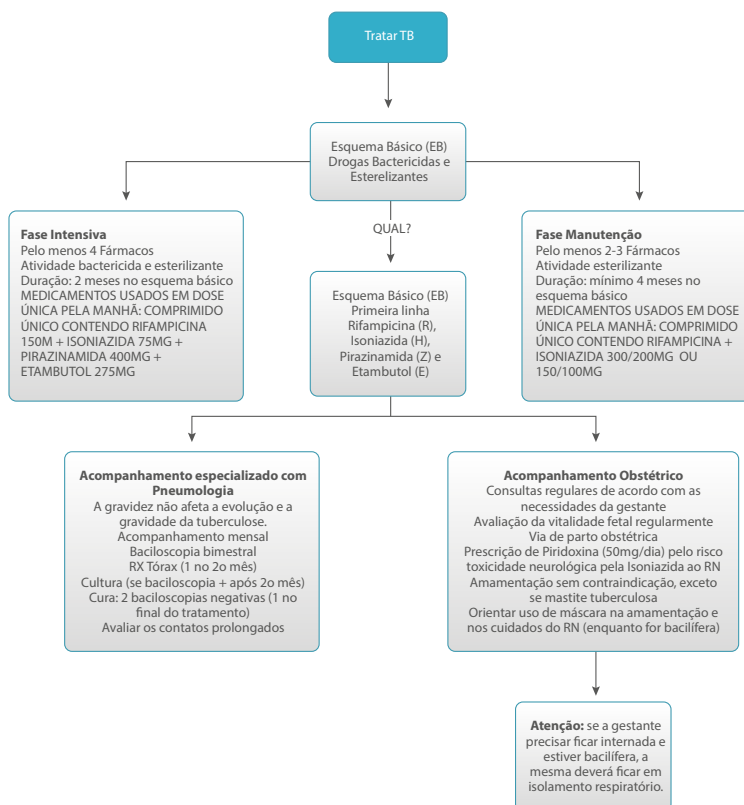 Tratar TB
Esquema Básico (EB)
Drogas Bactericidas e
Esterelizantes
Fase Intensiva
Pelo menos 4 Fármacos
Atividade bactericida e esterilizante
Duração: 2 meses no esquema básico
MEDICAMENTOS USADOS EM DOSE
ÚNICA PELA MANHÃ: COMPRIMIDO
ÚNICO CONTENDO RIFAMPICINA
150M + ISONIAZIDA 75MG +
PIRAZINAMIDA 400MG +
ETAMBUTOL 275MG
QUAL?
Fase Manutenção
Pelo menos 2-3 Fármacos
Atividade esterilizante
Duração: mínimo 4 meses no
esquema básico
MEDICAMENTOS USADOS EM DOSE
ÚNICA PELA MANHÃ: COMPRIMIDO
ÚNICO CONTENDO RIFAMPICINA +
ISONIAZIDA 300/200MG OU
150/100MG
Esquema Básico (EB)
Primeira linha
Rifampicina (R),
Isoniazida (H),
Pirazinamida (Z) e
Etambutol (E)
Acompanhamento especializado com
Pneumologia
A gravidez não afeta a evolução e a
gravidade da tuberculose.
Acompanhamento mensal
Baciloscopia bimestral
RX Tórax (1 no 2o mês)
Cultura (se baciloscopia + após 2o mês)
Cura: 2 baciloscopias negativas (1 no
final do tratamento)
Avaliar os contatos prolongados
Acompanhamento Obstétrico
Consultas regulares de acordo com as
necessidades da gestante
Avaliação da vitalidade fetal regularmente
Via de parto obstétrica
Prescrição de Piridoxina (50mg/dia) pelo risco
toxicidade neurológica pela Isoniazida ao RN
Amamentação sem contraindicação, exceto
se mastite tuberculosa
Orientar uso de máscara na amamentação e
nos cuidados do RN (enquanto for bacilífera)
Atenção: se a gestante
precisar ficar internada e
estiver bacilífera, a
mesma deverá ficar em
isolamento respiratório.